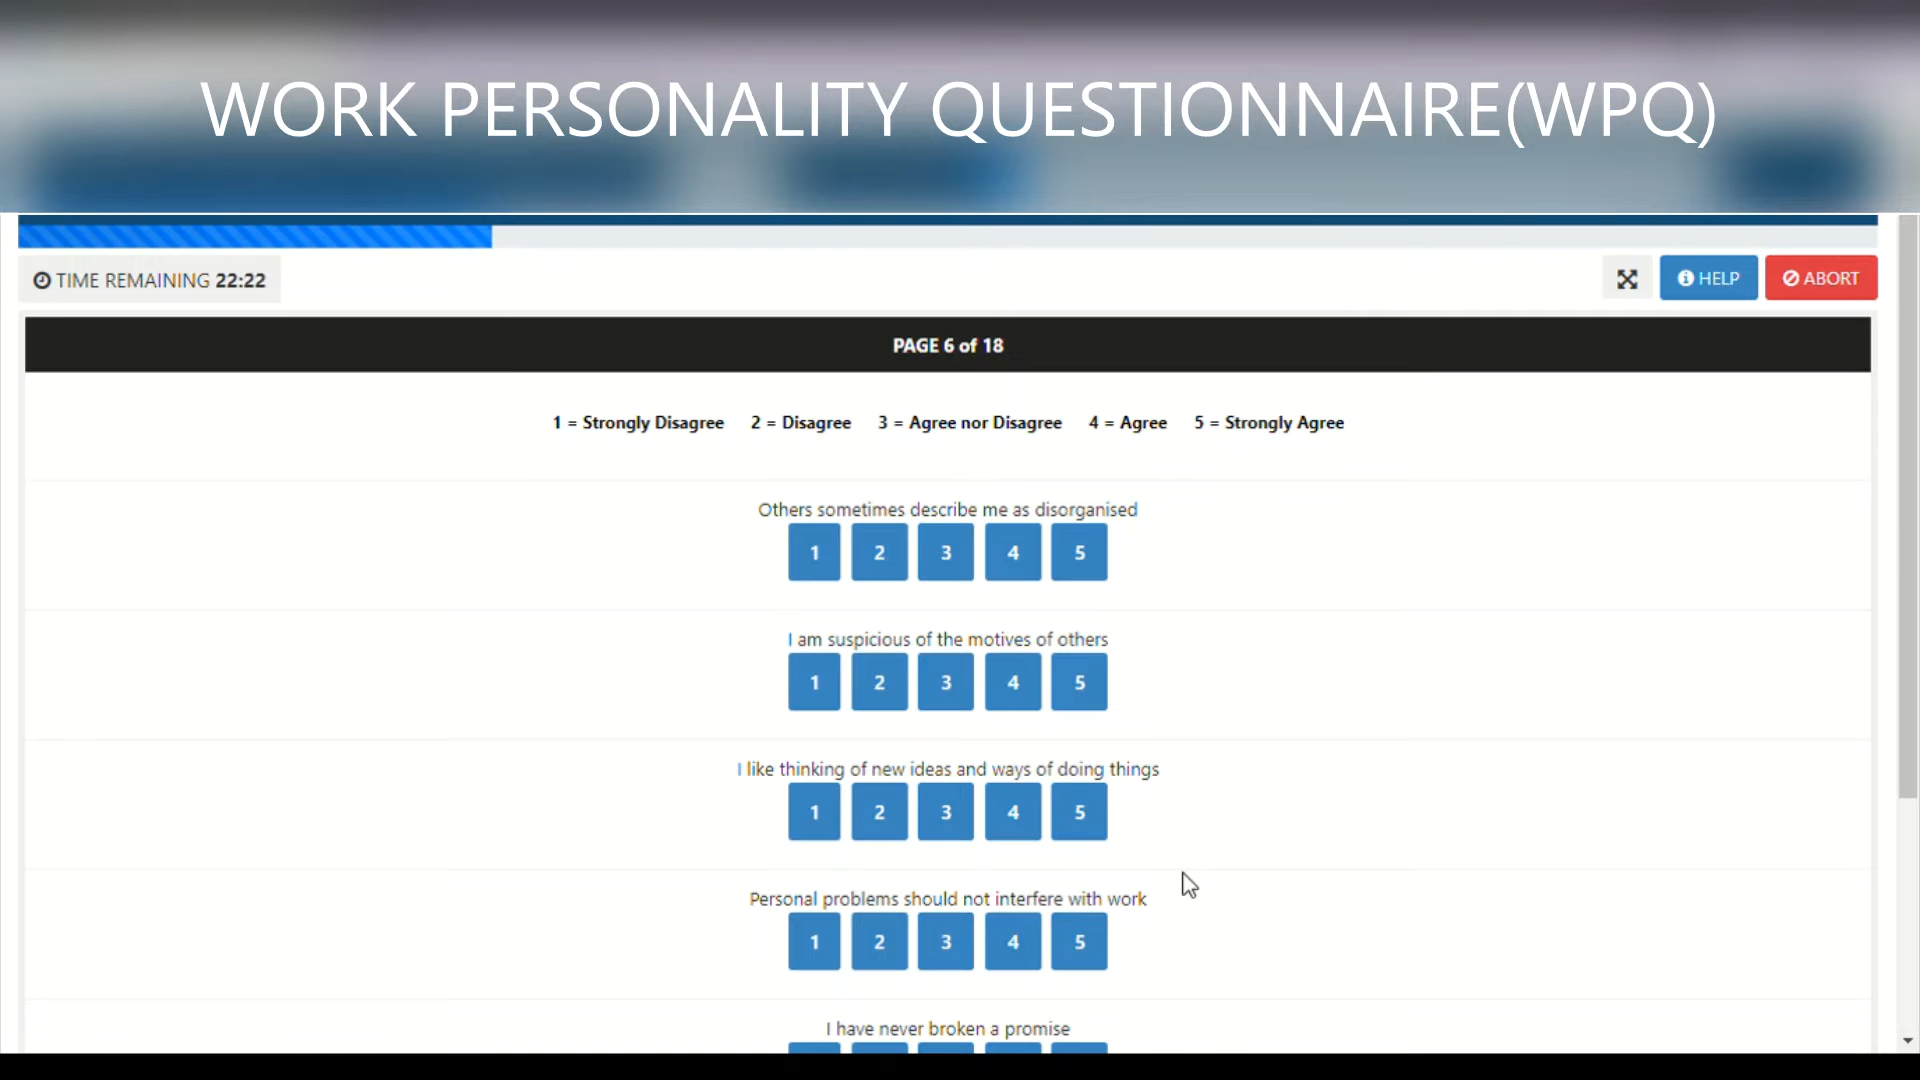 WORK PERSONALITY QUESTIONNAIRE(WPQ)
TIME REMAINING 22:22
HELP
ABORT
PAGE 6 of 18
1 = Strongly Disagree 2 = Disagree 3 = Agree nor Disagree 4 = Agree 5 = Strongly Agree
Others sometimes describe me as disorganised
1 2 3 4 5
I am suspicious of the motives of others
1 2 3 4 5
I like thinking of new ideas and ways of doing things
1 2 3 4 5
Personal problems should not interfere with work
1 2 3 4 5
I have never broken a promise